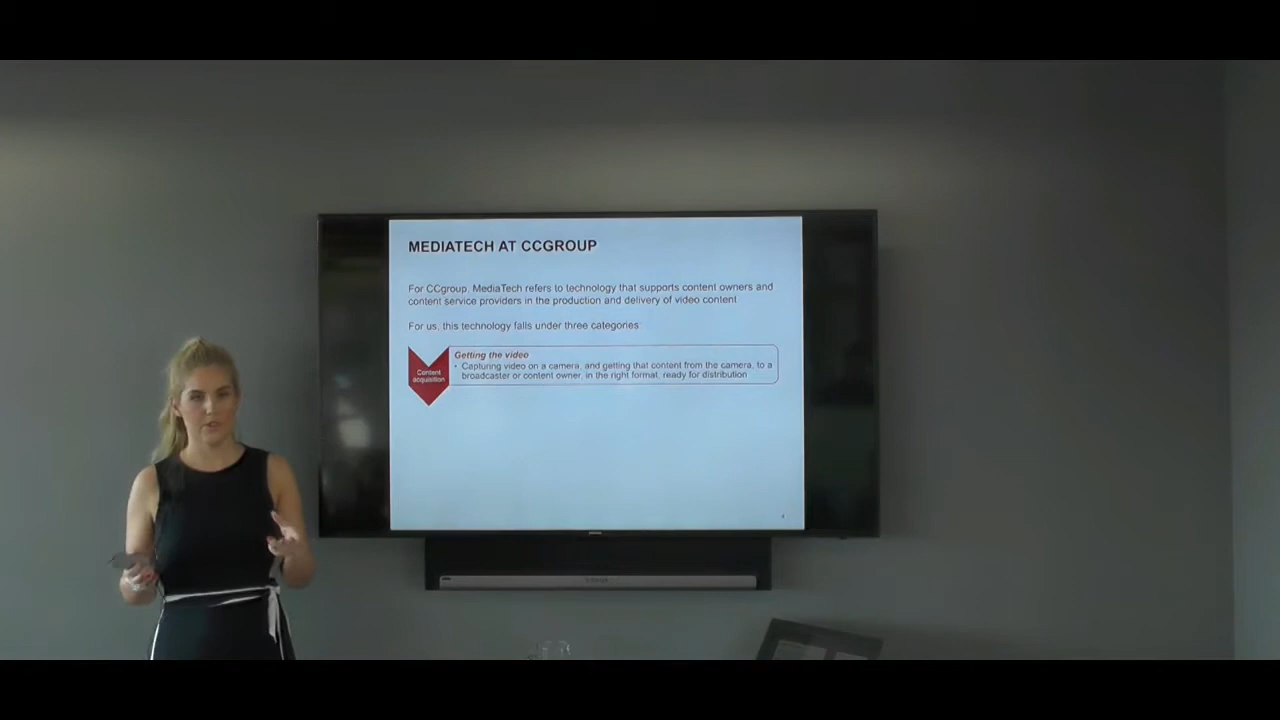 MEDIATECH AT CCGROUP
For CCgroup, MediaTech refers to technology that supports content owners and
content service providers in the production and delivery of video content
For us, this technology falls under three categories:
Content
acquisition
Getting the video
• Capturing video on a camera, and getting that content from the camera, to a
broadcaster or content owner, in the right format, ready for distribution
4